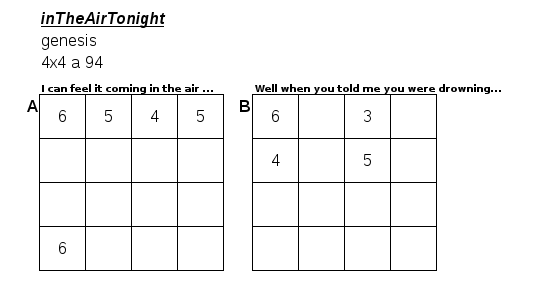 inTheAirTonight
genesis
4x4 a 94
I can feel it coming in the air ...
A
6 5 4 5
6
Well when you told me you were drowning...
B
6 3
4 5